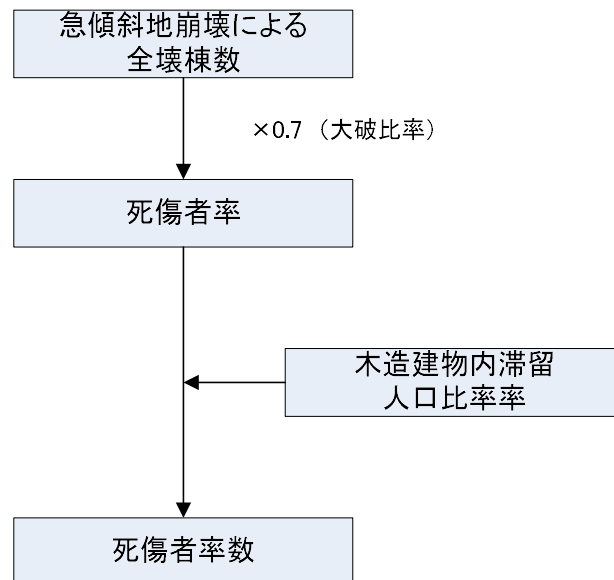 急傾斜地崩壊による
全壊棟数
×0.7（大破比率）
死傷者率
木造建物内滞留
人口比率率
死傷者率数